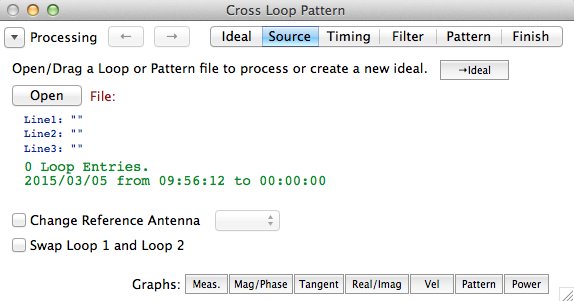 Cross Loop Pattern
Processing ← → Ideal Source Timing Filter Pattern Finish
Open/Drag a Loop or Pattern file to process or create a new ideal. →Ideal
Open File:
Line1: ""
Line2: ""
Line3: ""
0 Loop Entries.
2015/03/05 from 09:56:12 to 00:00:00
Change Reference Antenna
Swap Loop 1 and Loop 2
Graphs: Meas. Mag/Phase Tangent Real/Imag Vel Pattern Power